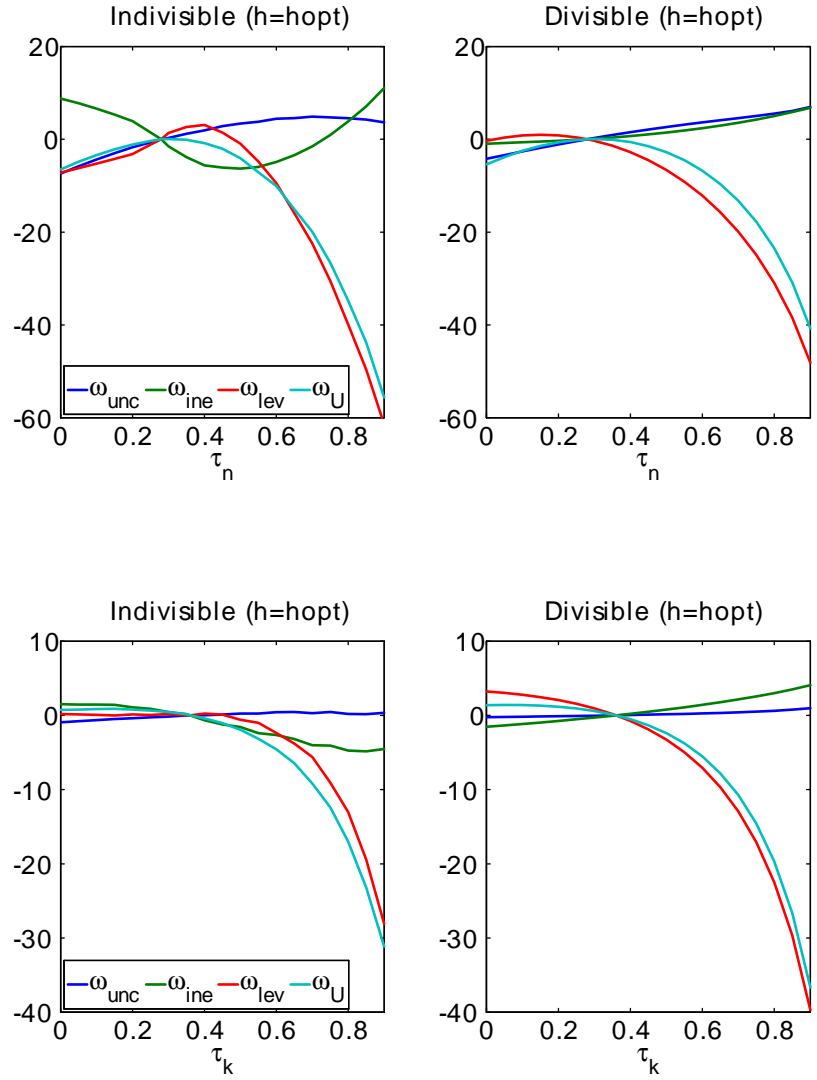 Indivisible (h=hopt)
Divisible (h=hopt)
20
0
-20
-40
-60
20
0
-20
-40
-60
ω_unc ω_ine ω_lev ω_U
0 0.2 0.4 0.6 0.8
0 0.2 0.4 0.6 0.8
τ_n
τ_n
Indivisible (h=hopt)
Divisible (h=hopt)
10
0
-10
-20
-30
-40
10
0
-10
-20
-30
-40
ω_unc ω_ine ω_lev ω_U
0 0.2 0.4 0.6 0.8
0 0.2 0.4 0.6 0.8
τ_k
τ_k